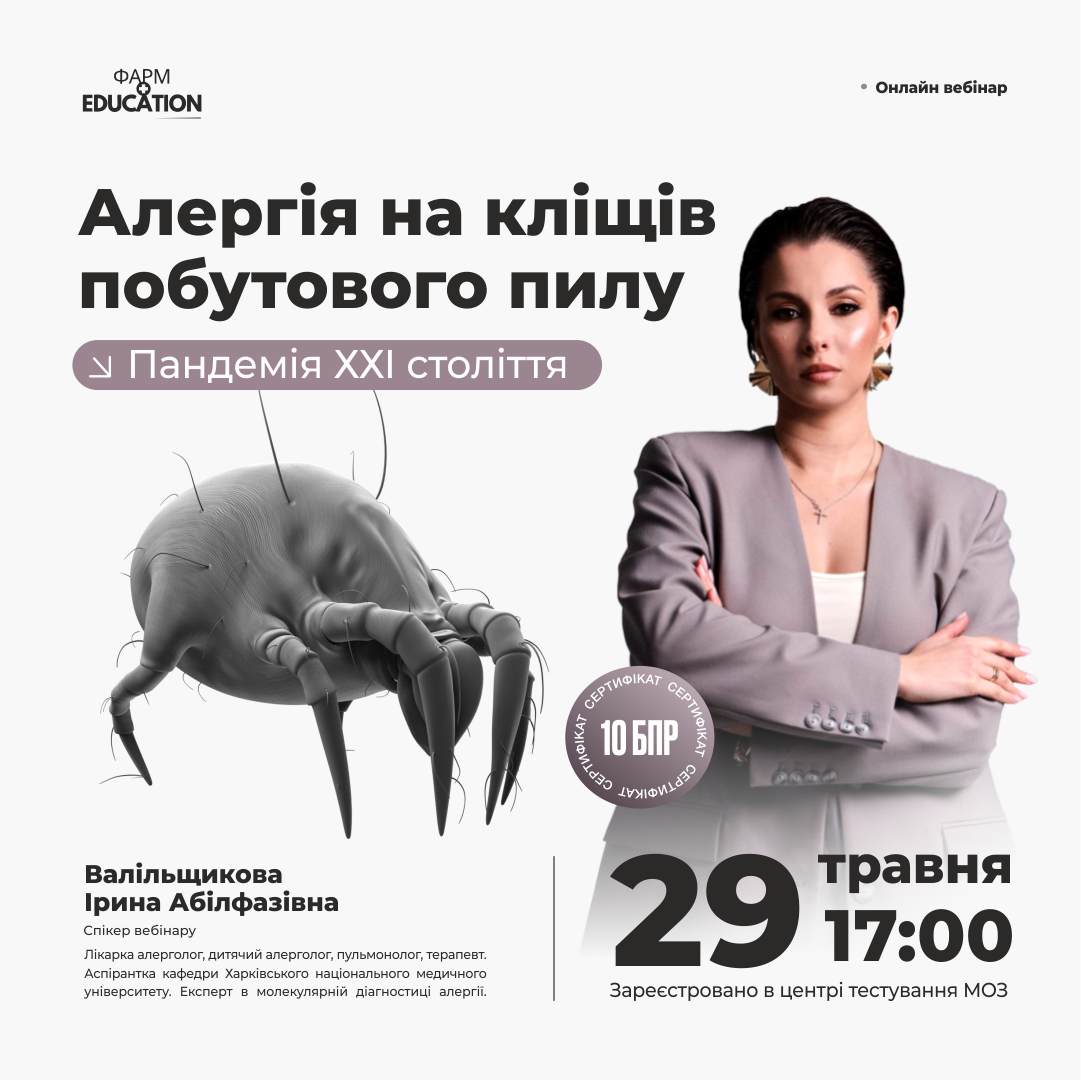 ФАРМ
EDUCATION
Онлайн вебінар
Алергія на кліщів
побутового пилу
Пандемія XXI століття
СЕРТИФІКАТ СЕРТИФІКАТ СЕРТИФІКАТ СЕРТИФІКАТ
10 БПР
Валільщикова
Ірина Абілфазівна
Спікер вебінару
Лікарка алерголог, дитячий алерголог, пульмонолог, терапевт.
Аспірантка кафедри Харківського національного медичного
університету. Експерт в молекулярній діагностиці алергії.
29 травня
17:00
Зареєстровано в центрі тестування МОЗ